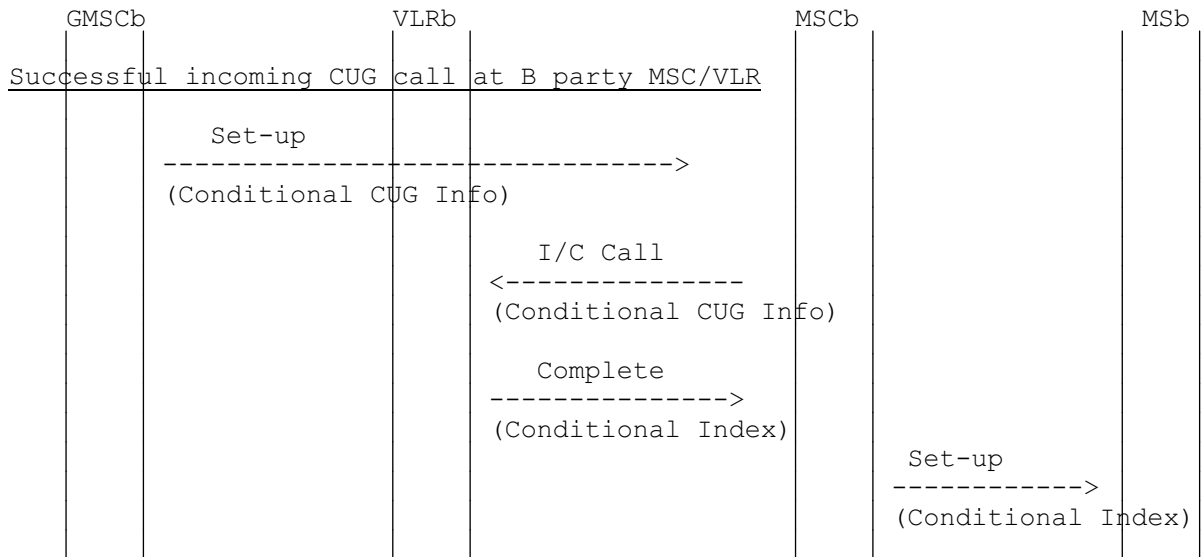 GMSCb VLRb MSCb MSb
Successful incoming CUG call at B party MSC/VLR
Set-up
--------------------------------->
(Conditional CUG Info)
I/C Call
<---------------
(Conditional CUG Info)
Complete
--------------->
(Conditional Index)
Set-up
------------>
(Conditional Index)